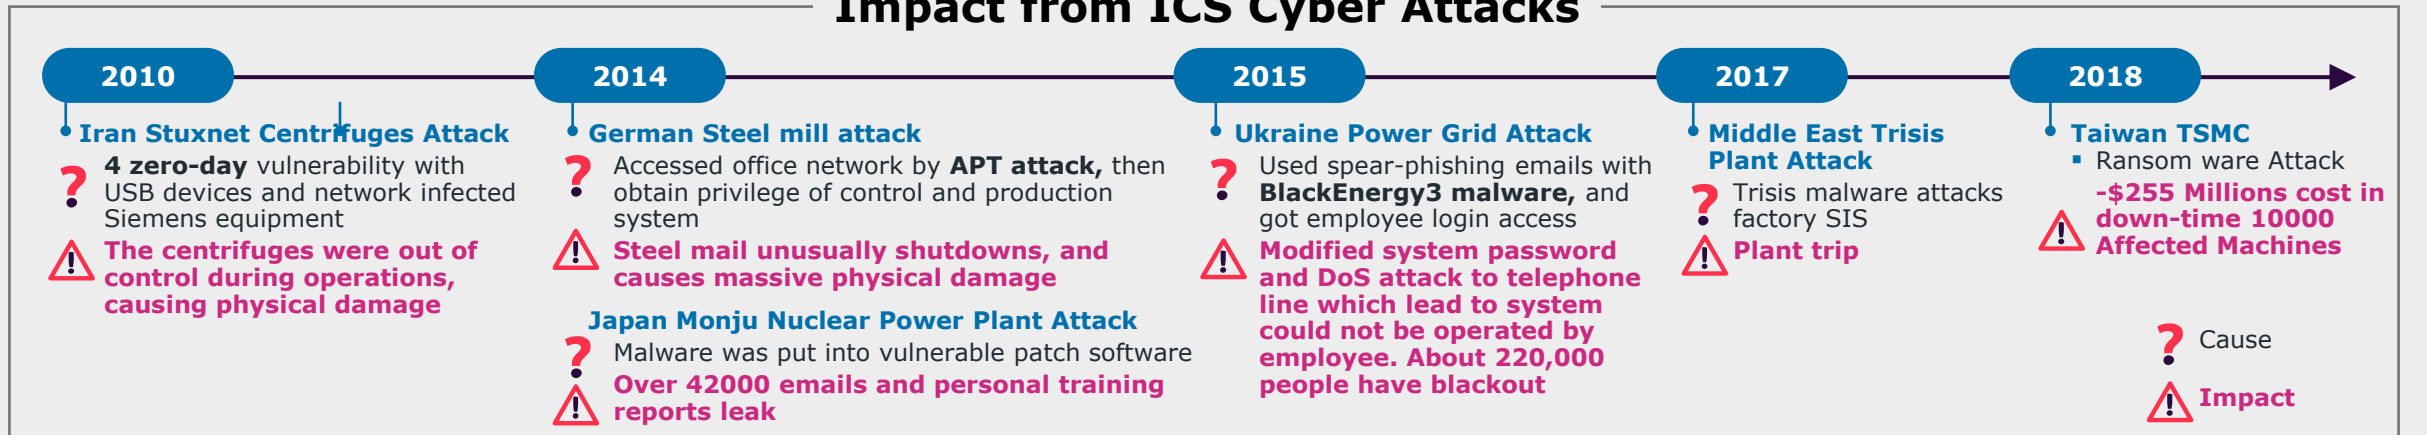 Impact from ICS Cyber Attacks
2010
Iran Stuxnet Centrifuges Attack
4 zero-day vulnerability with
USB devices and network infected
Siemens equipment
The centrifuges were out of
control during operations,
causing physical damage
2014
German Steel mill attack
Accessed office network by APT attack, then
obtain privilege of control and production
system
Steel mail unusually shutdowns, and
causes massive physical damage
Japan Monju Nuclear Power Plant Attack
Malware was put into vulnerable patch software
Over 42000 emails and personal training
reports leak
2015
Ukraine Power Grid Attack
Used spear-phishing emails with
BlackEnergy3 malware, and
got employee login access
Modified system password
and DoS attack to telephone
line which lead to system
could not be operated by
employee. About 220,000
people have blackout
2017
Middle East Trisis
Plant Attack
Trisis malware attacks
factory SIS
Plant trip
2018
Taiwan TSMC
▪ Ransom ware Attack
-$255 Millions cost in
down-time 10000
Affected Machines
Cause
Impact